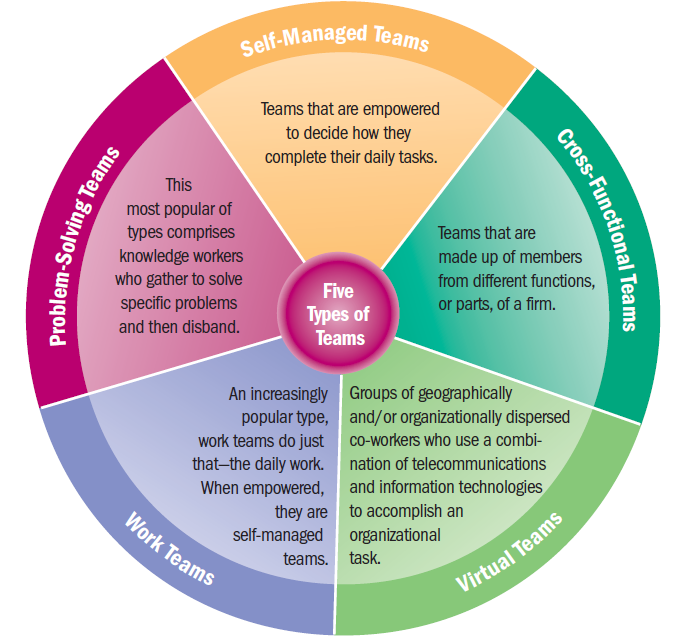 Self-Managed Teams
Teams that are empowered
to decide how they
complete their daily tasks.
Cross-Functional Teams
Teams that are
made up of members
from different functions,
or parts, of a firm.
Virtual Teams
Groups of geographically
and/or organizationally dispersed
co-workers who use a combi-
nation of telecommunications
and information technologies
to accomplish an
organizational
task.
Work Teams
An increasingly
popular type,
work teams do just
that—the daily work.
When empowered,
they are
self-managed
teams.
Problem-Solving Teams
This
most popular of
types comprises
knowledge workers
who gather to solve
specific problems
and then disband.
Five
Types of
Teams